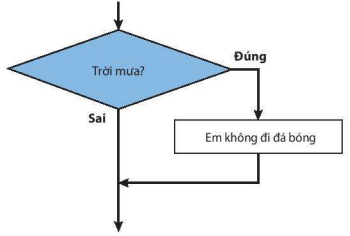 Trời mưa?
Đúng
Sai
Em không đi đá bóng